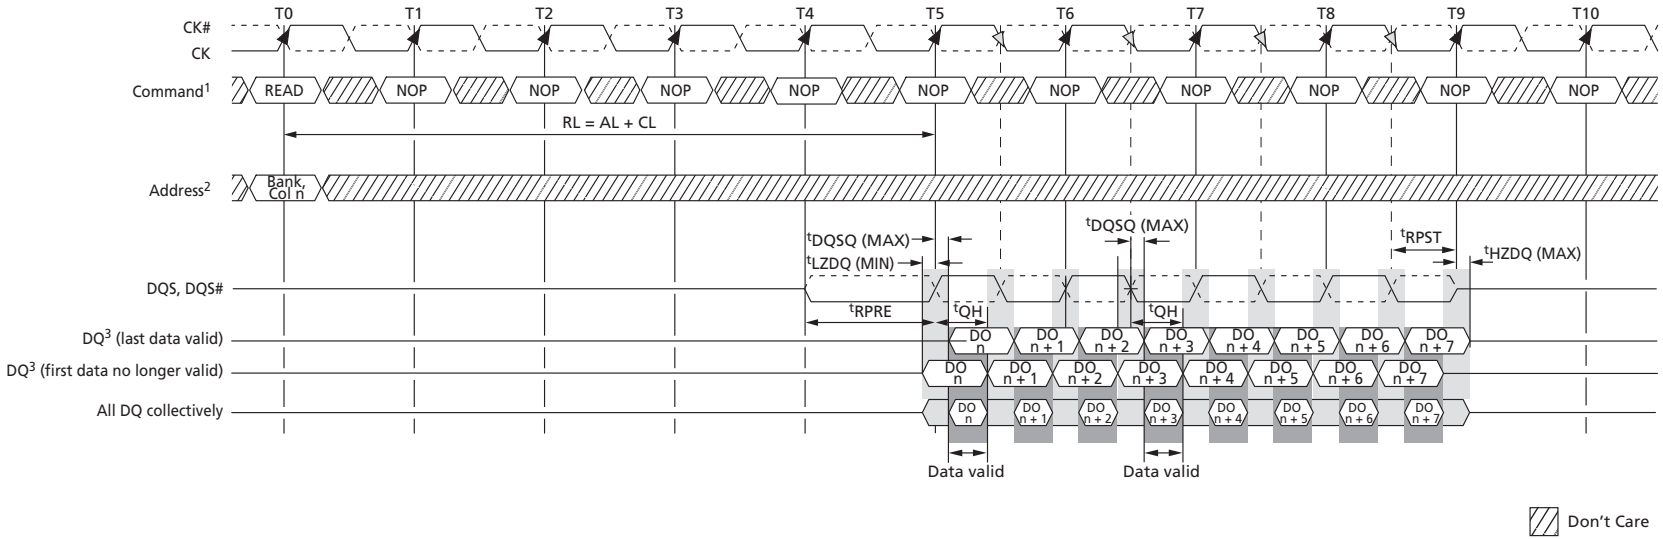 T0 T1 T2 T3 T4 T5 T6 T7 T8 T9 T10
CK#
CK
Command1 READ NOP NOP NOP NOP NOP NOP NOP NOP NOP NOP
RL = AL + CL
Address2 Bank,
Col n
tDQSQ (MAX) tDQSQ (MAX) tRPST tHZDQ (MAX)
tLZDQ (MIN)
DQS, DQS#
tRPRE tQH tQH
DQ3 (last data valid) DO DO DO DO DO DO DO DO
n n + 1 n + 2 n + 3 n + 4 n + 5 n + 6 n + 7
DQ3 (first data no longer valid) DO DO DO DO DO DO DO DO
n n + 1 n + 2 n + 3 n + 4 n + 5 n + 6 n + 7
All DQ collectively DO DO DO DO DO DO DO DO
n n + 1 n + 2 n + 3 n + 4 n + 5 n + 6 n + 7
Data valid Data valid
Don't Care